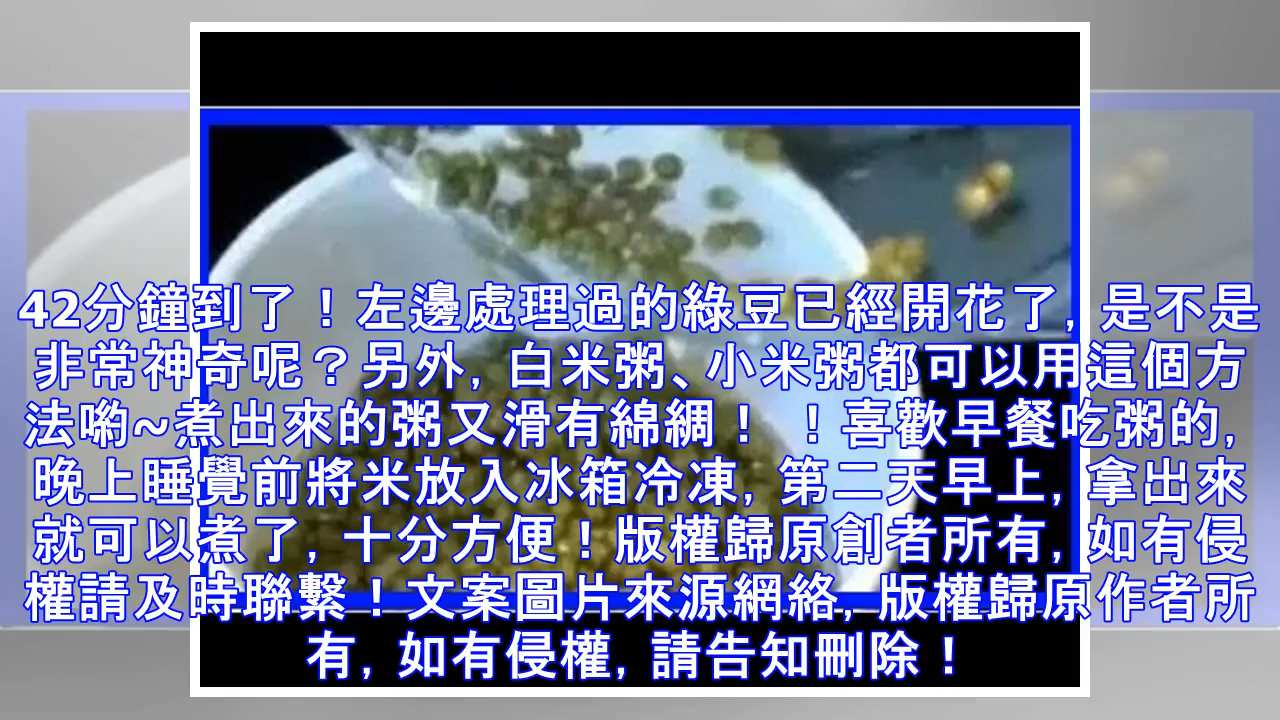 42分鐘到了！左邊處理過的綠豆已經開花了, 是不是
非常神奇呢？另外, 白米粥、小米粥都可以用這個方
法喲~煮出來的粥又滑有綿綢！ ！喜歡早餐吃粥的,
晚上睡覺前將米放入冰箱冷凍, 第二天早上, 拿出來
就可以煮了, 十分方便！版權歸原創者所有, 如有侵
權請及時聯繫！文案圖片來源網絡, 版權歸原作者所
有, 如有侵權, 請告知刪除！